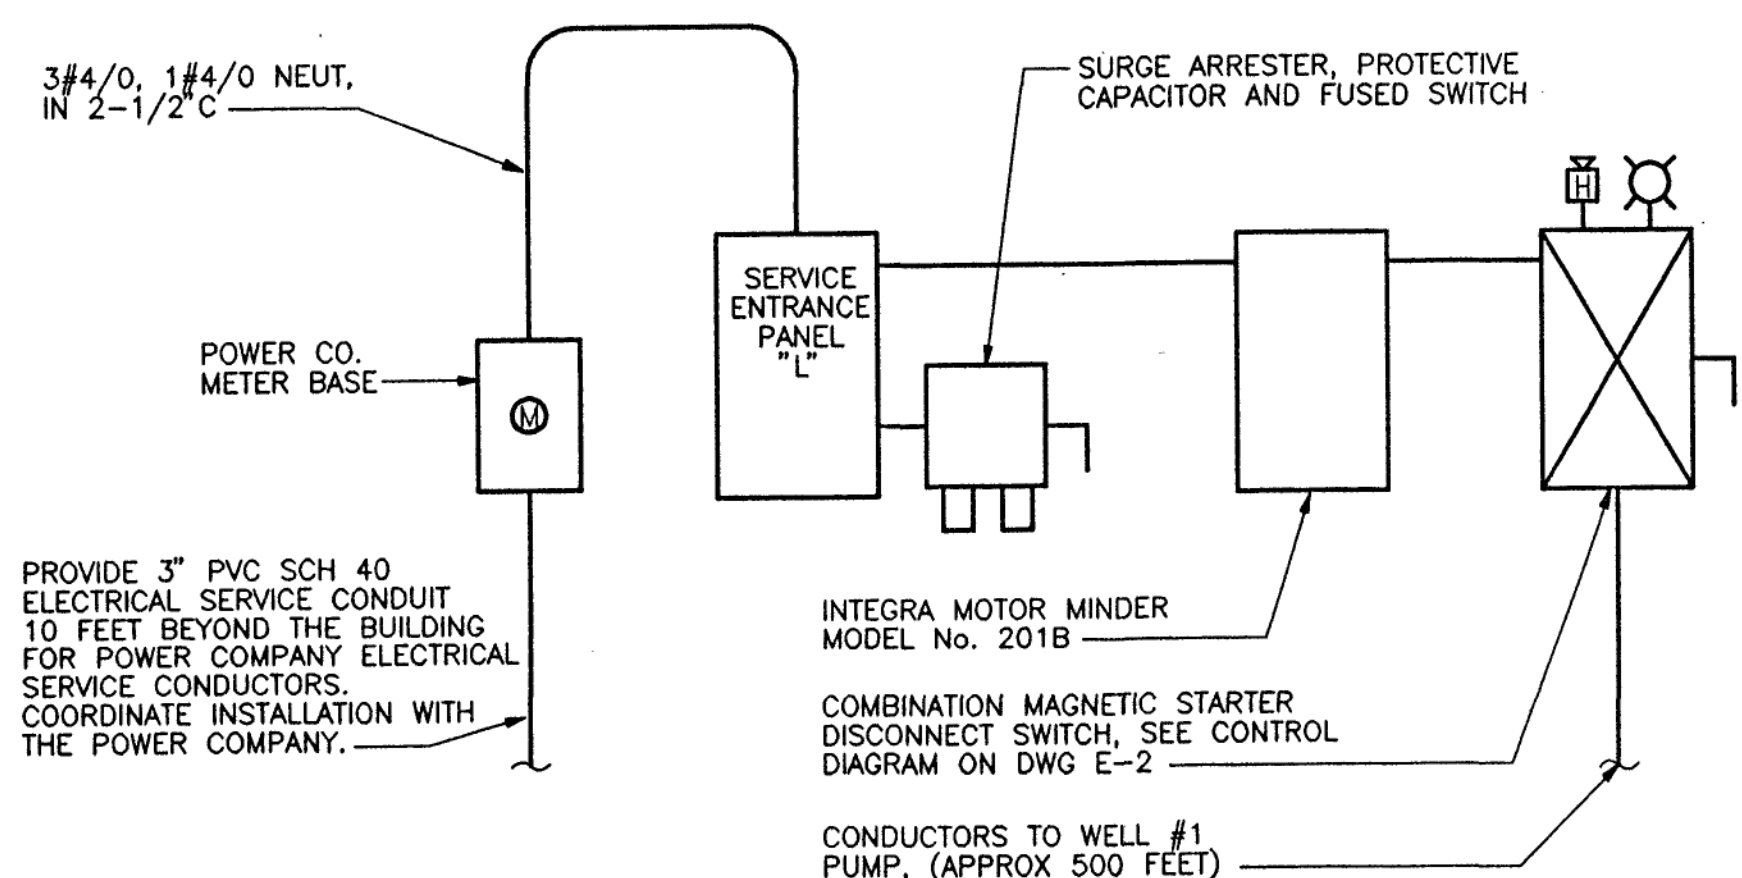 3#4/0, 1#4/0 NEUT,
IN 2-1/2"C
SURGE ARRESTER, PROTECTIVE
CAPACITOR AND FUSED SWITCH
H
SERVICE
ENTRANCE
PANEL
"L"
POWER CO.
METER BASE
M
PROVIDE 3" PVC SCH 40
ELECTRICAL SERVICE CONDUIT
10 FEET BEYOND THE BUILDING
FOR POWER COMPANY ELECTRICAL
SERVICE CONDUCTORS.
COORDINATE INSTALLATION WITH
THE POWER COMPANY.
INTEGRA MOTOR MINDER
MODEL No. 201B
COMBINATION MAGNETIC STARTER
DISCONNECT SWITCH, SEE CONTROL
DIAGRAM ON DWG E-2
CONDUCTORS TO WELL #1
PUMP, (APPROX 500 FEET)